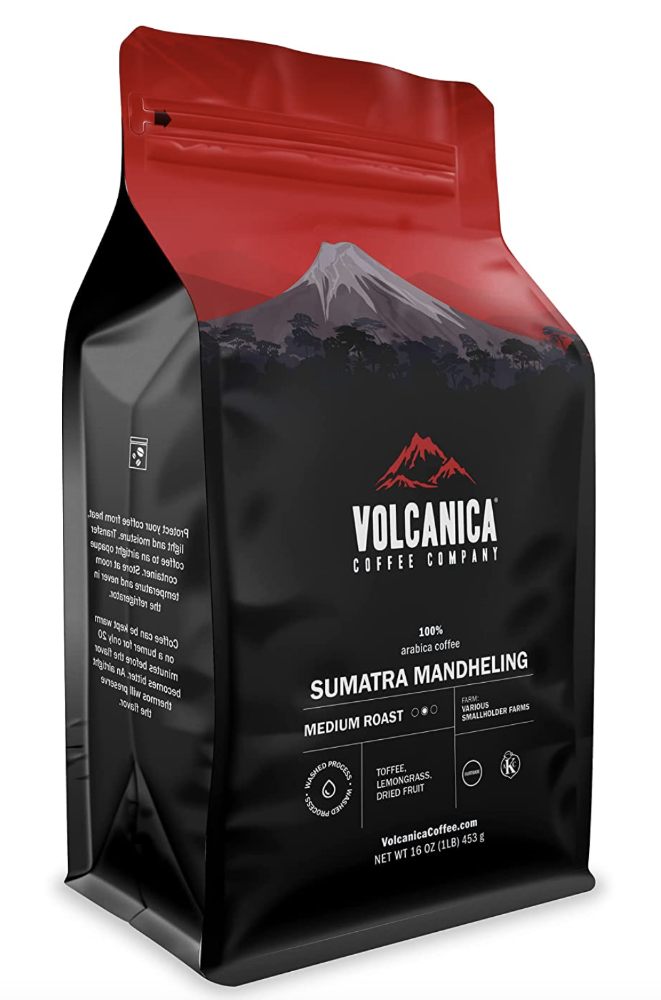 VOLCANICA®
COFFEE COMPANY
100%
arabica coffee
SUMATRA MANDHELING
MEDIUM ROAST
FARM:
VARIOUS
SMALLHOLDER FARMS
WASHED PROCESS • WASHED PROCESS •
TOFFEE,
LEMONGRASS,
DRIED FRUIT
FAIRTRADE
K
C
VolcanicaCoffee.com
NET WT 16 OZ (1LB) 453 g
Protect your coffee from heat,
light and moisture. Transfer
coffee to an airtight opaque
container. Store at room
temperature and never in
the refrigerator.
Coffee can be kept warm
on a burner for only 20
minutes before the flavor
becomes bitter. An airtight
thermos will preserve
the flavor.